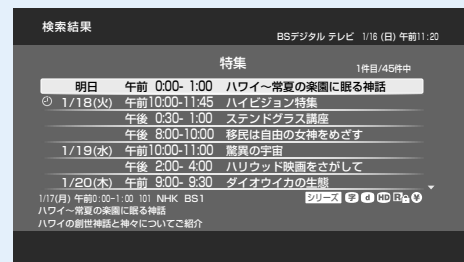 検索結果
BSデジタル テレビ 1/16 (日) 午前11:20
特集
1件目/45件中
明日 午前 0:00- 1:00 ハワイ～常夏の楽園に眠る神話
1/18(火) 午前10:00-11:45 ハイビジョン特集
午後 0:30- 1:00 ステンドグラス講座
午後 8:00-10:00 移民は自由の女神をめざす
1/19(水) 午前10:00-11:00 驚異の宇宙
午後 2:00- 4:00 ハリウッド映画をさがして
1/20(木) 午前 9:00- 9:30 ダイオウイカの生態
1/17(月) 午前0:00-1:00 101 NHK BS1 シリーズ 字 d HD
ハワイ～常夏の楽園に眠る神話
ハワイの創世神話と神々についてご紹介